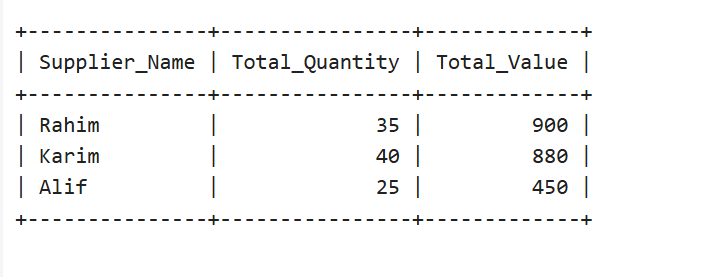 +---------------+----------------+-------------+
| Supplier_Name | Total_Quantity | Total_Value |
+---------------+----------------+-------------+
| Rahim         |             35 |         900 |
| Karim         |             40 |         880 |
| Alif          |             25 |         450 |
+---------------+----------------+-------------+